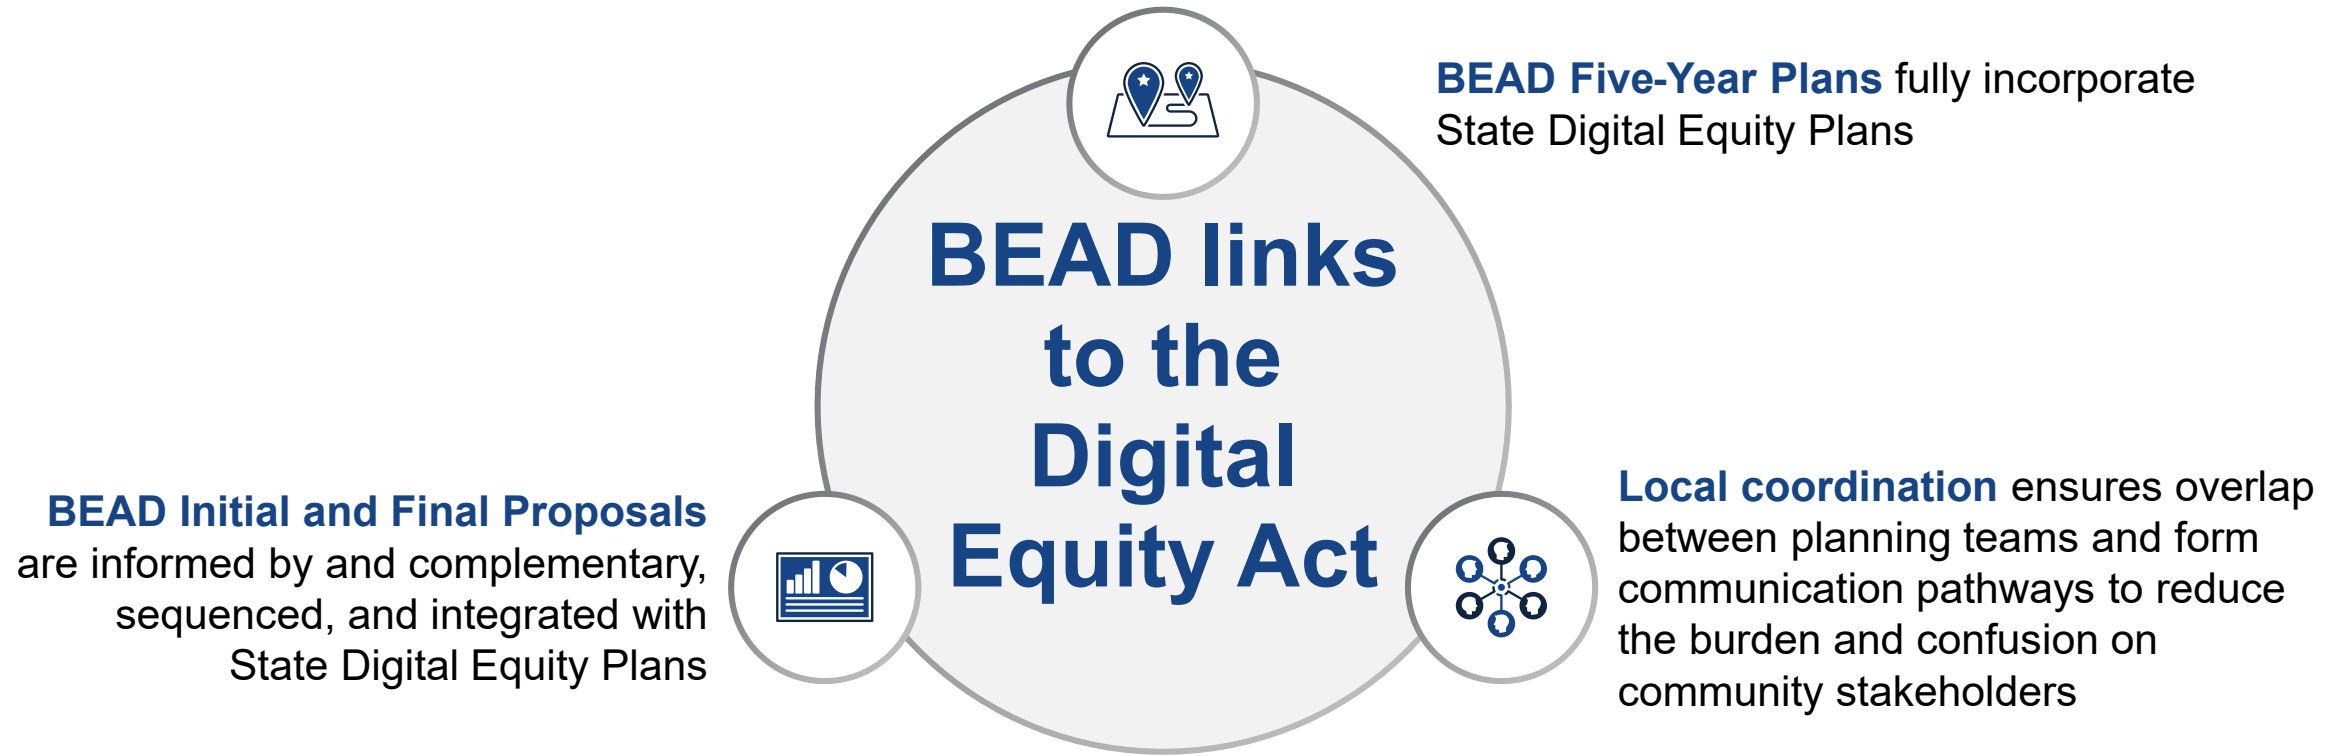 BEAD Five-Year Plans fully incorporate
State Digital Equity Plans
BEAD links
to the
Digital
Equity Act
BEAD Initial and Final Proposals
are informed by and complementary,
sequenced, and integrated with
State Digital Equity Plans
Local coordination ensures overlap
between planning teams and form
communication pathways to reduce
the burden and confusion on
community stakeholders